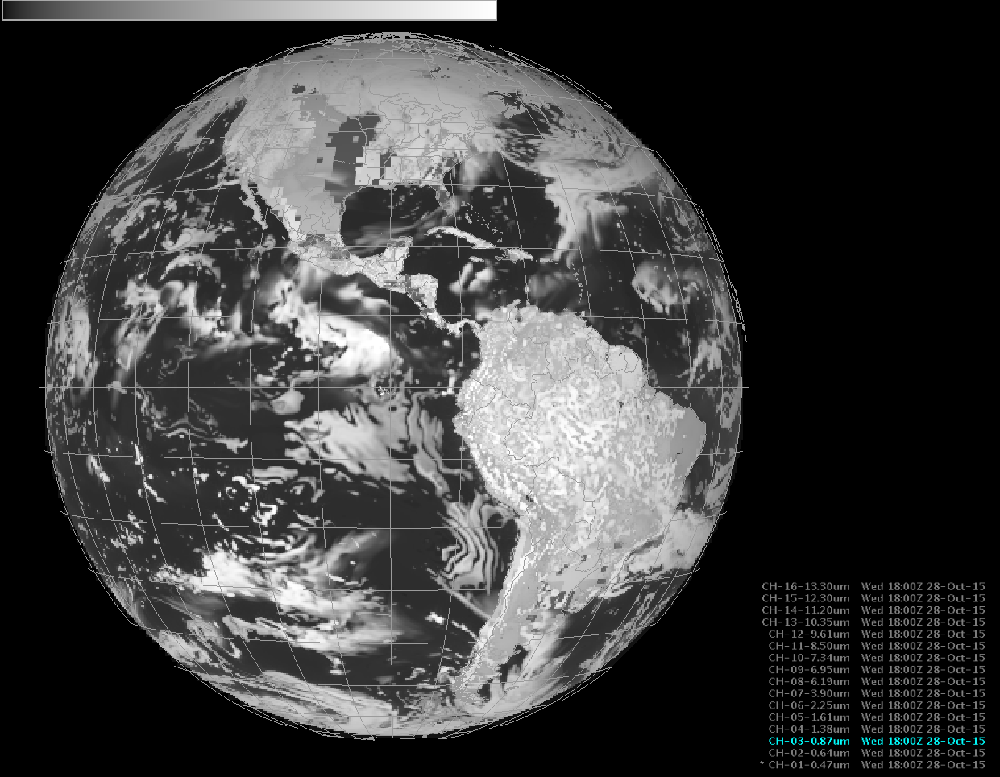 CH-16-13.30um Wed 18:00Z 28-Oct-15
CH-15-12.30um Wed 18:00Z 28-Oct-15
CH-14-11.20um Wed 18:00Z 28-Oct-15
CH-13-10.35um Wed 18:00Z 28-Oct-15
CH-12-9.61um Wed 18:00Z 28-Oct-15
CH-11-8.50um Wed 18:00Z 28-Oct-15
CH-10-7.34um Wed 18:00Z 28-Oct-15
CH-09-6.95um Wed 18:00Z 28-Oct-15
CH-08-6.19um Wed 18:00Z 28-Oct-15
CH-07-3.90um Wed 18:00Z 28-Oct-15
CH-06-2.25um Wed 18:00Z 28-Oct-15
CH-05-1.61um Wed 18:00Z 28-Oct-15
CH-04-1.38um Wed 18:00Z 28-Oct-15
CH-03-0.87um Wed 18:00Z 28-Oct-15
CH-02-0.64um Wed 18:00Z 28-Oct-15
* CH-01-0.47um Wed 18:00Z 28-Oct-15